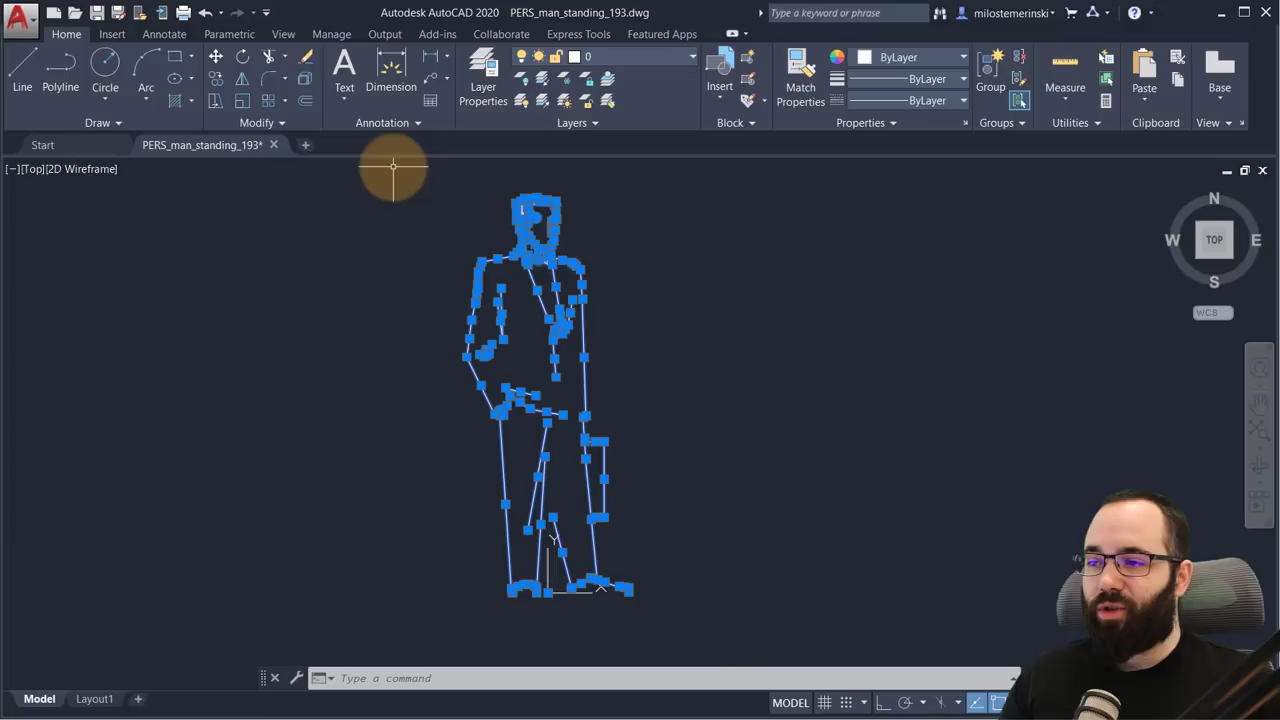 Autodesk AutoCAD 2020 PERS_man_standing_193.dwg
Type a keyword or phrase
milostemerinski
Home Insert Annotate Parametric View Manage Output Add-ins Collaborate Express Tools Featured Apps
Line Polyline Circle Arc
Text Dimension
Layer Properties
0
Insert
Match Properties
ByLayer
ByLayer
ByLayer
Group
Measure
Paste
Base
Draw Modify Annotation Layers Block Properties Groups Utilities Clipboard View
Start PERS_man_standing_193*
[−][Top][2D Wireframe]
N
W TOP E
S
WCS
Y
X
Type a command
Model Layout1
MODEL